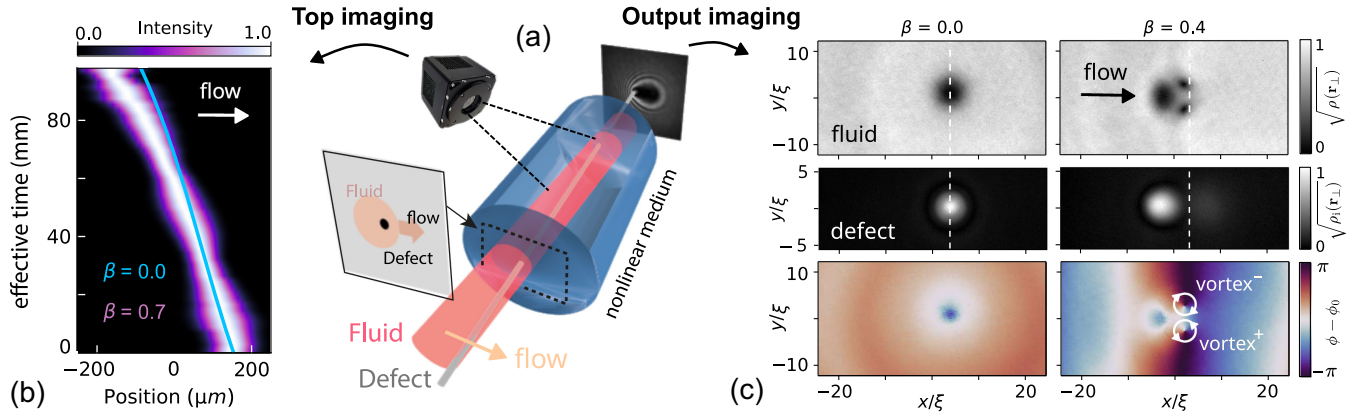 Top imaging
Output imaging
(a)
Intensity
0.0
1.0
flow
80
40
0
effective time (mm)
β = 0.0
β = 0.7
−200
0
200
Position (μm)
(b)
Fluid
flow
Defect
nonlinear medium
Fluid
flow
Defect
(c)
β = 0.0
β = 0.4
10
0
−10
y/ξ
fluid
flow
1
0
√ρ(r⊥)
5
0
−5
y/ξ
defect
1
0
√ρ₁(r⊥)
10
0
−10
y/ξ
vortex⁻
vortex⁺
π
−π
ϕ − ϕ₀
−20
0
20
x/ξ
−20
0
20
x/ξ